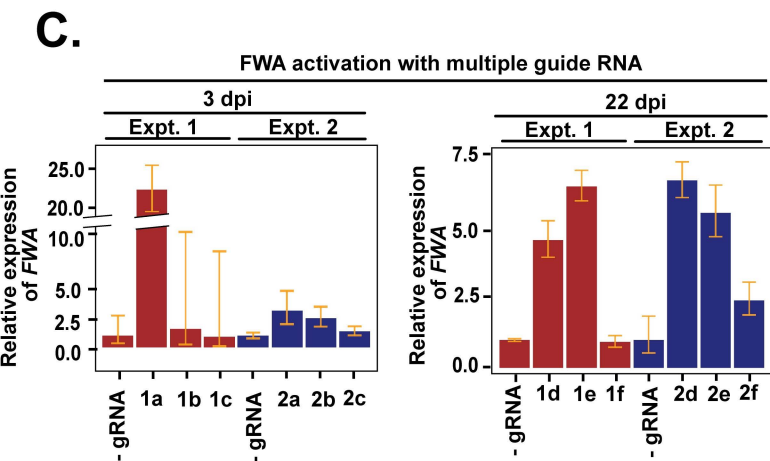 C.
FWA activation with multiple guide RNA
3 dpi
22 dpi
Expt. 1
Expt. 2
Expt. 1
Expt. 2
Relative expression
of FWA
25.0
20.0
10.0
5.0
2.5
0.0
- gRNA
1a
1b
1c
- gRNA
2a
2b
2c
Relative expression
of FWA
7.5
5.0
2.5
0.0
- gRNA
1d
1e
1f
- gRNA
2d
2e
2f